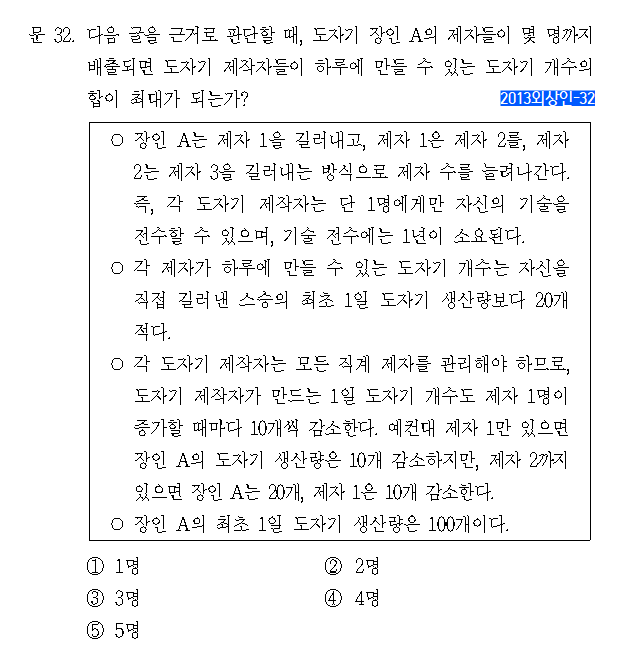 문 32. 다음 글을 근거로 판단할 때, 도자기 장인 A의 제자들이 몇 명까지
배출되면 도자기 제작자들이 하루에 만들 수 있는 도자기 개수의
합이 최대가 되는가?
2013외상인-32
○ 장인 A는 제자 1을 길러내고, 제자 1은 제자 2를, 제자
2는 제자 3을 길러내는 방식으로 제자 수를 늘려나간다.
즉, 각 도자기 제작자는 단 1명에게만 자신의 기술을
전수할 수 있으며, 기술 전수에는 1년이 소요된다.
○ 각 제자가 하루에 만들 수 있는 도자기 개수는 자신을
직접 길러낸 스승의 최초 1일 도자기 생산량보다 20개
적다.
○ 각 도자기 제작자는 모든 직계 제자를 관리해야 하므로,
도자기 제작자가 만드는 1일 도자기 개수도 제자 1명이
증가할 때마다 10개씩 감소한다. 예컨대 제자 1만 있으면
장인 A의 도자기 생산량은 10개 감소하지만, 제자 2까지
있으면 장인 A는 20개, 제자 1은 10개 감소한다.
○ 장인 A의 최초 1일 도자기 생산량은 100개이다.
① 1명 ② 2명
③ 3명 ④ 4명
⑤ 5명